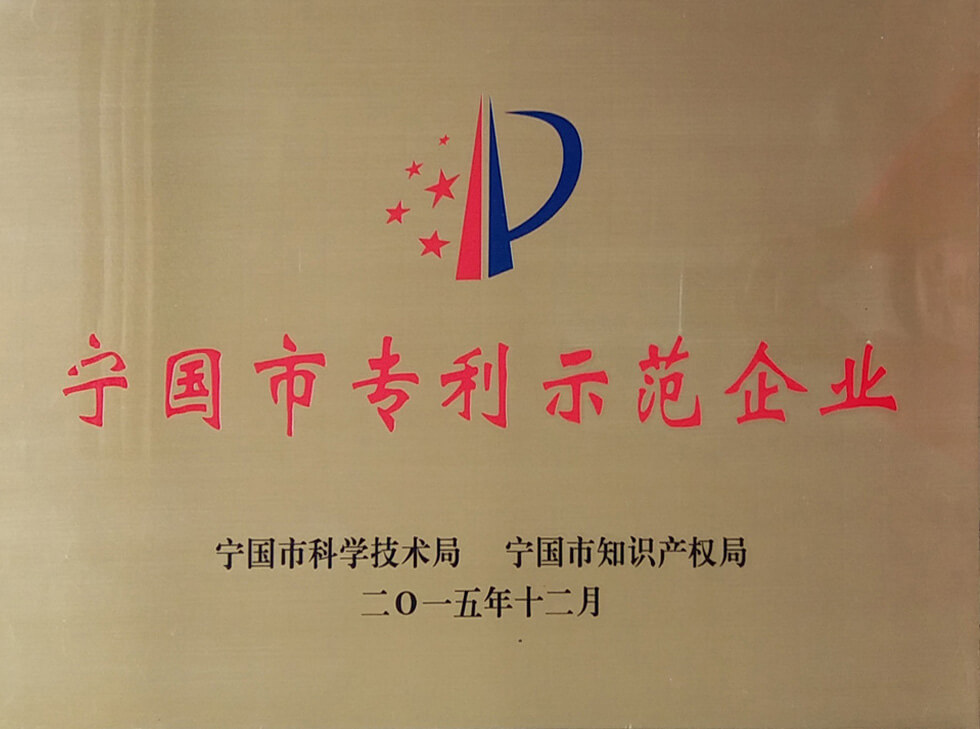 宁国市专利示范企业
宁国市科学技术局 宁国市知识产权局
二O一五年十二月